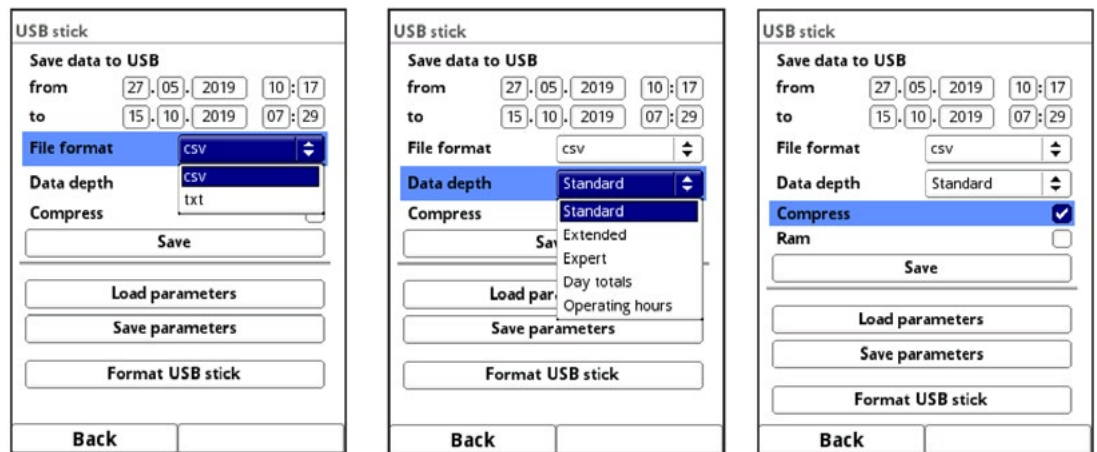 USB stick
Save data to USB
from 27. 05. 2019 10:17
to 15. 10. 2019 07:29
File format csv
csv
txt
Data depth
Compress
Save
Load parameters
Save parameters
Format USB stick
Back
USB stick
Save data to USB
from 27. 05. 2019 10:17
to 15. 10. 2019 07:29
File format csv
Data depth Standard
Standard
Compress
Extended
Sa
Expert
Day totals
Load par
Operating hours
Save parameters
Format USB stick
Back
USB stick
Save data to USB
from 27. 05. 2019 10:17
to 15. 10. 2019 07:29
File format csv
Data depth Standard
Compress
Ram
Save
Load parameters
Save parameters
Format USB stick
Back